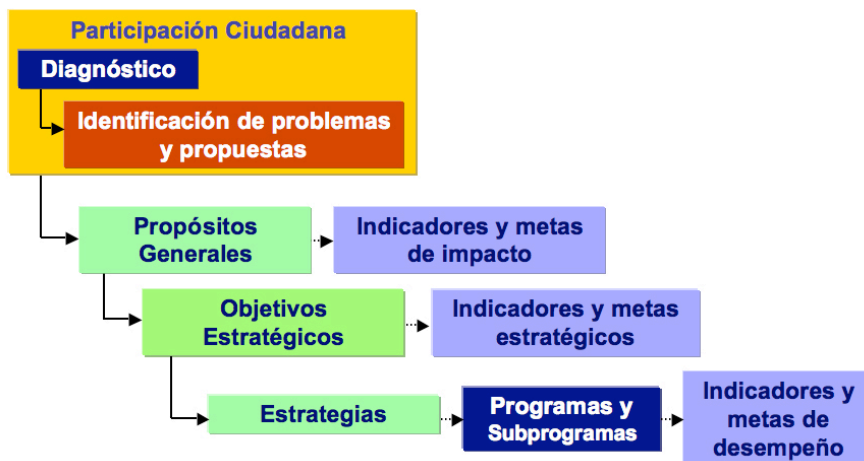 Participación Ciudadana
Diagnóstico
Identificación de problemas
y propuestas
Propósitos
Generales
Indicadores y metas
de impacto
Objetivos
Estratégicos
Indicadores y metas
estratégicos
Estrategias
Programas y
Subprogramas
Indicadores y
metas de
desempeño